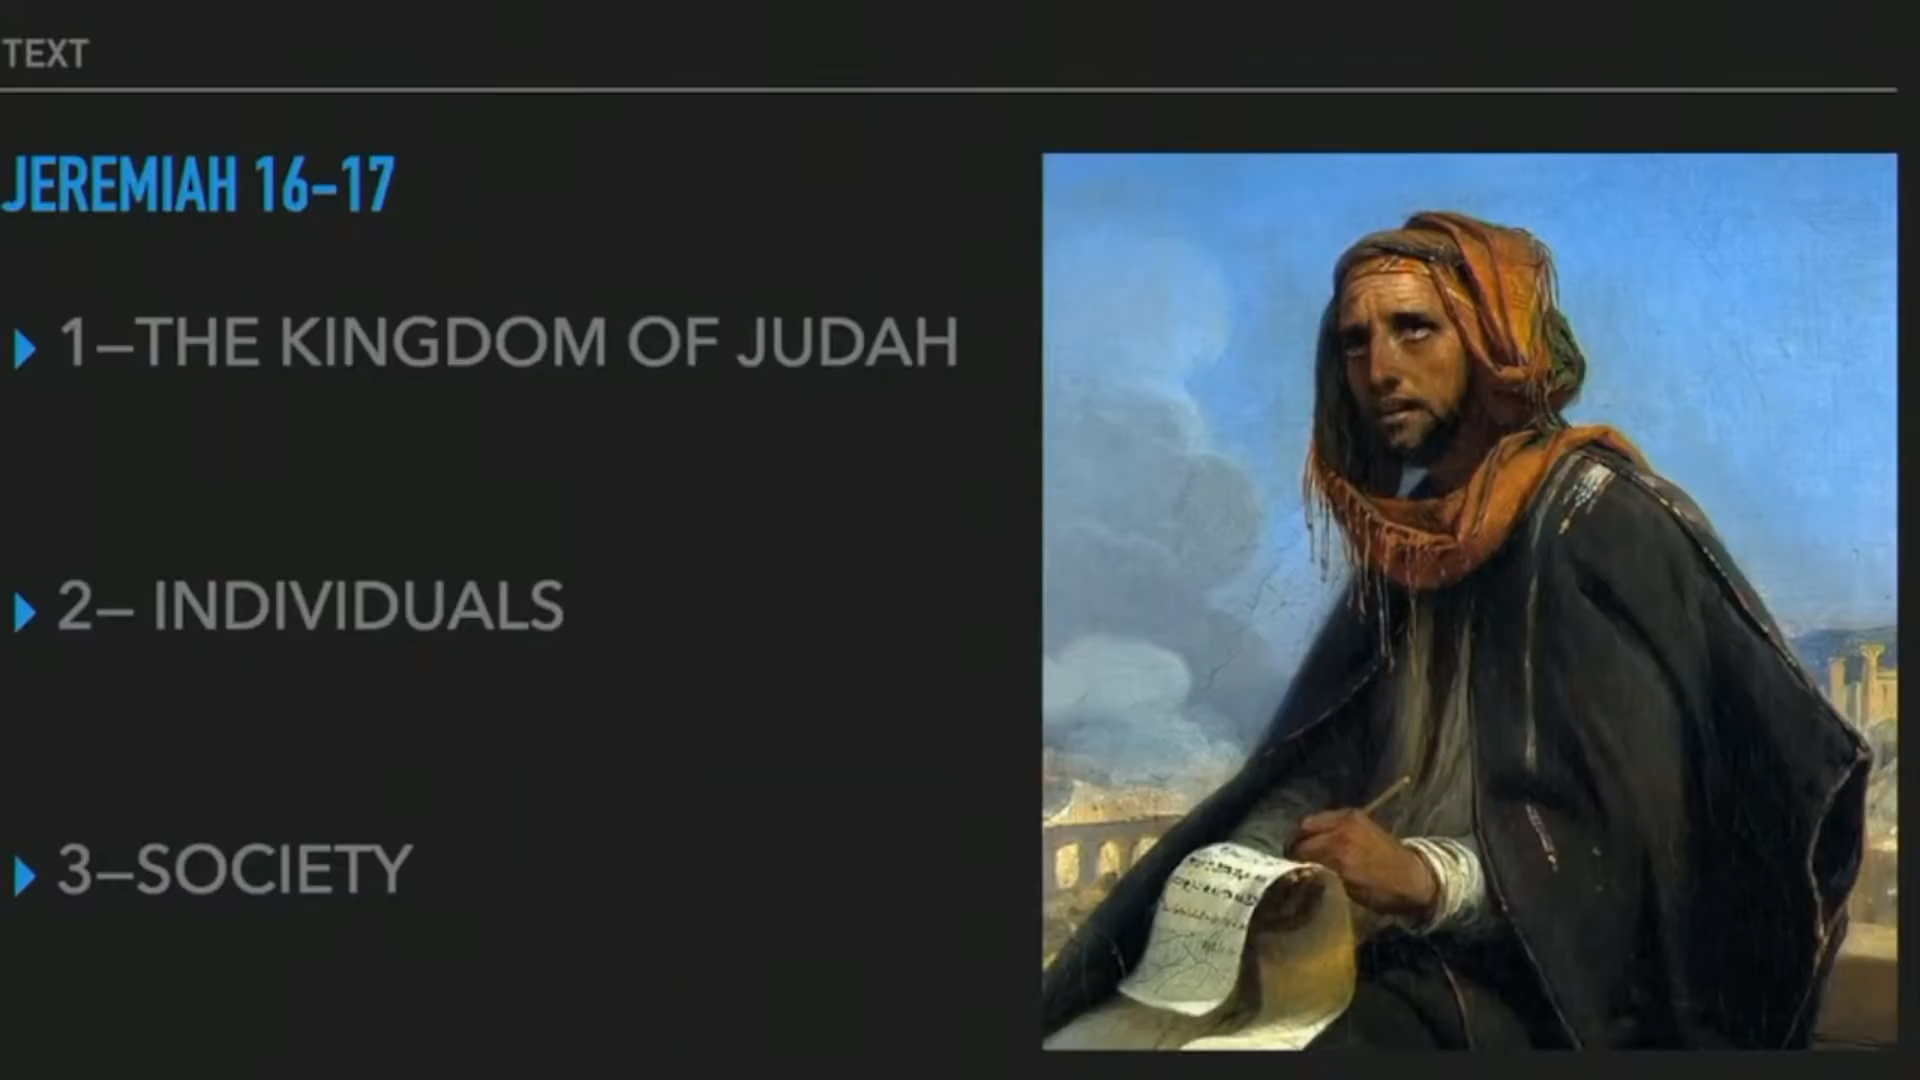 TEXT
JEREMIAH 16-17
1–THE KINGDOM OF JUDAH
2– INDIVIDUALS
3–SOCIETY